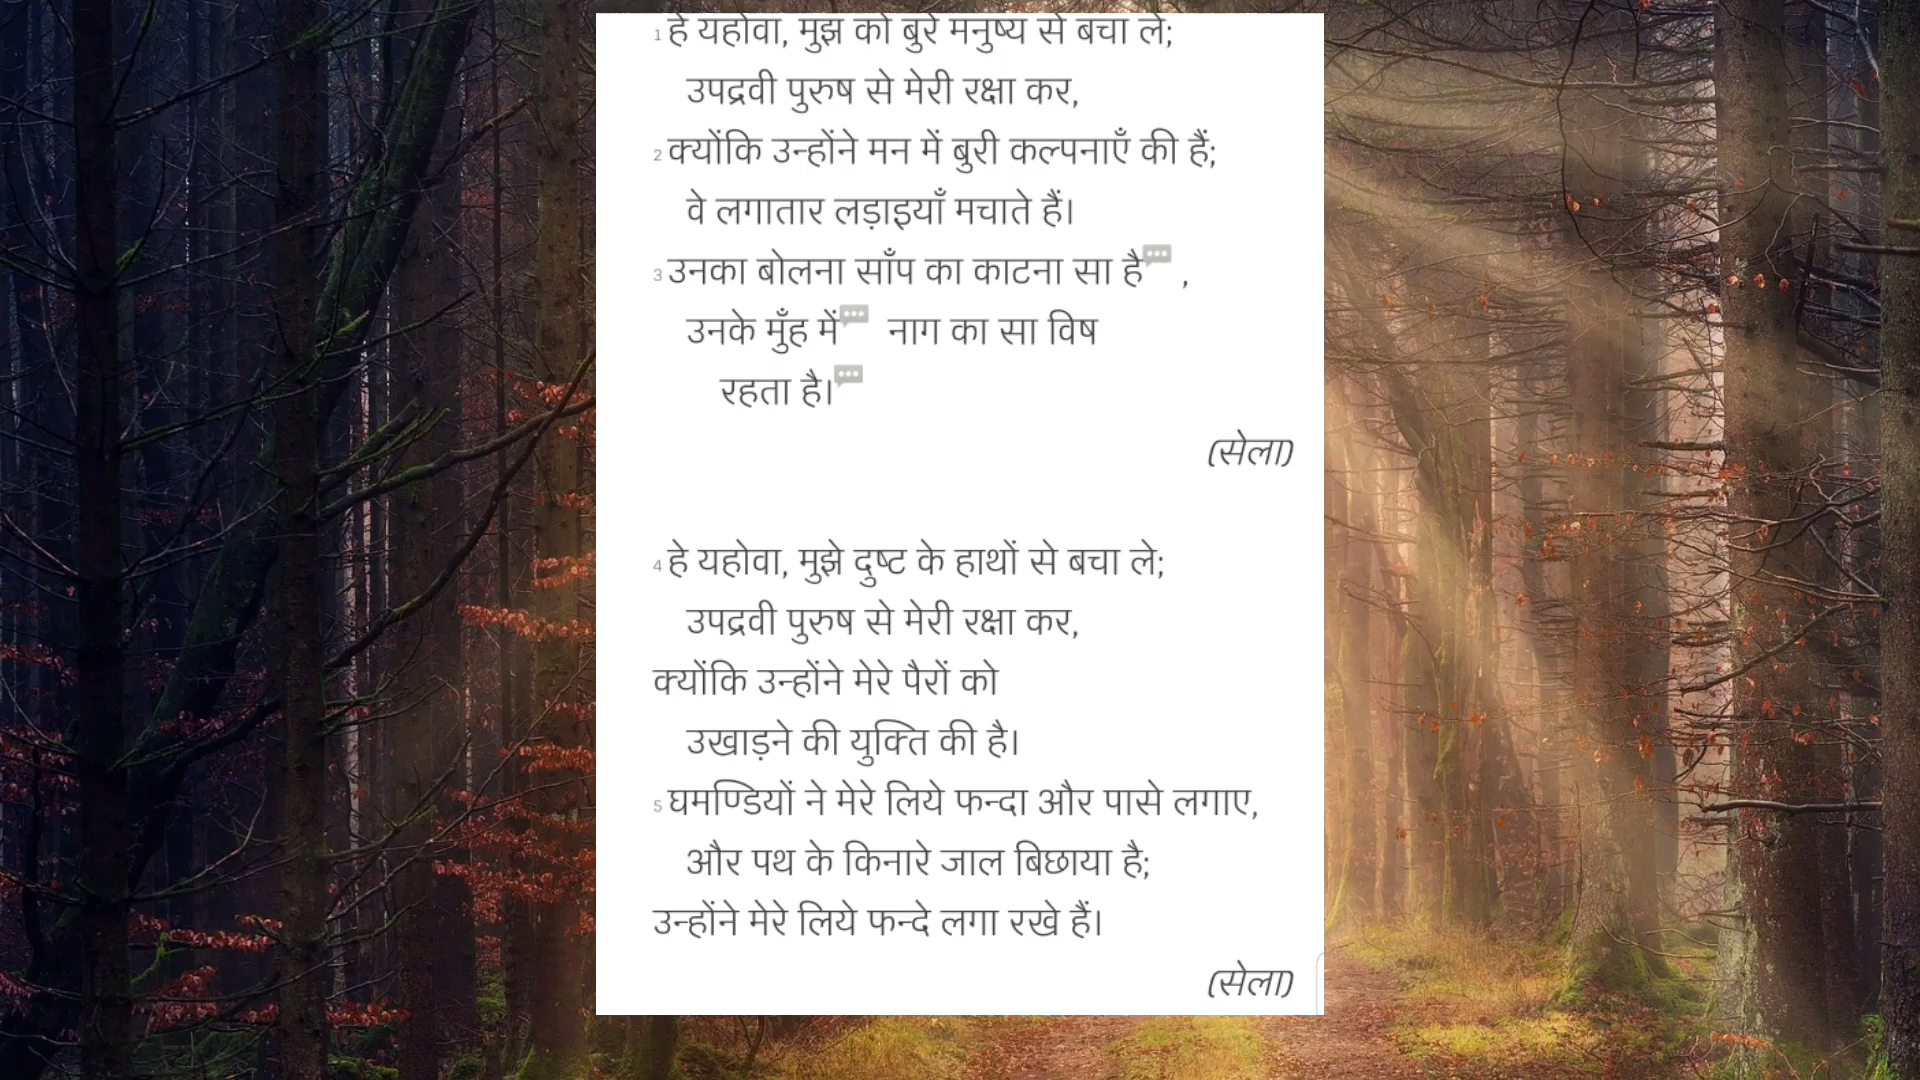 1 हे यहोवा, मुझ को बुरे मनुष्य से बचा ले;
उपद्रवी पुरुष से मेरी रक्षा कर,
2 क्योंकि उन्होंने मन में बुरी कल्पनाएँ की हैं;
वे लगातार लड़ाइयाँ मचाते हैं।
3 उनका बोलना साँप का काटना सा है ,
उनके मुँह में नाग का सा विष
रहता है।
(सेला)
4 हे यहोवा, मुझे दुष्ट के हाथों से बचा ले;
उपद्रवी पुरुष से मेरी रक्षा कर,
क्योंकि उन्होंने मेरे पैरों को
उखाड़ने की युक्ति की है।
5 घमण्डियों ने मेरे लिये फन्दा और पासे लगाए,
और पथ के किनारे जाल बिछाया है;
उन्होंने मेरे लिये फन्दे लगा रखे हैं।
(सेला)